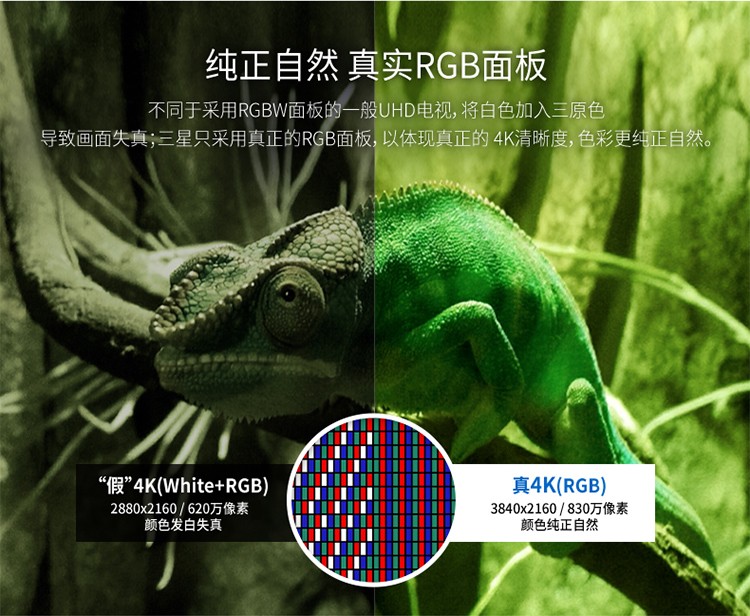 纯正自然 真实RGB面板
不同于采用RGBW面板的一般UHD电视, 将白色加入三原色
导致画面失真; 三星只采用真正的RGB面板, 以体现真正的 4K清晰度, 色彩更纯正自然。
“假”4K(White+RGB)
2880x2160 / 620万像素
颜色发白失真
真4K(RGB)
3840x2160 / 830万像素
颜色纯正自然